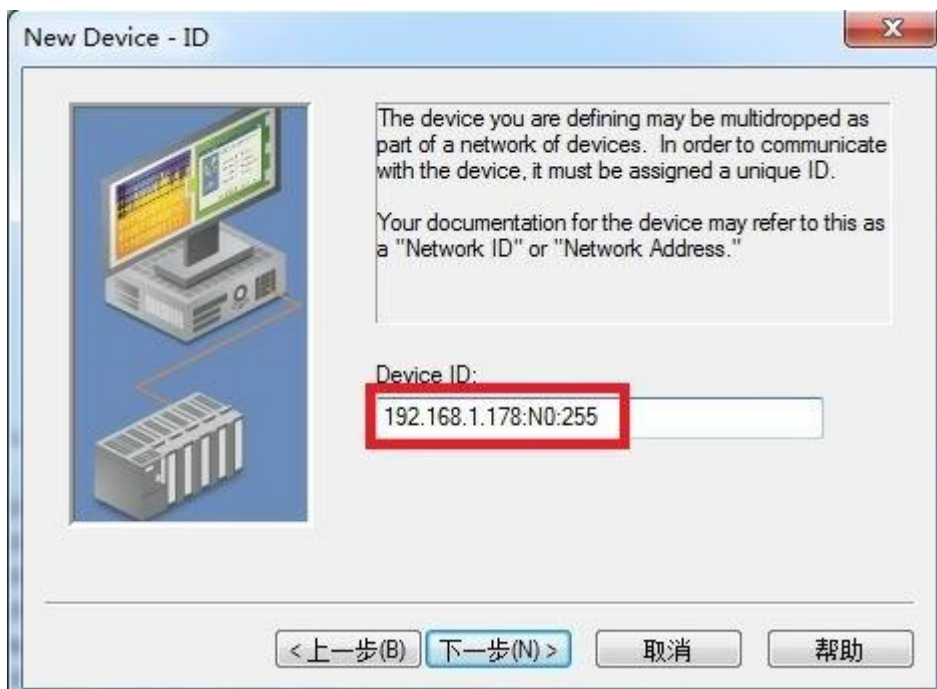 New Device - ID
The device you are defining may be multidropped as
part of a network of devices. In order to communicate
with the device, it must be assigned a unique ID.
Your documentation for the device may refer to this as
a "Network ID" or "Network Address."
Device ID:
192.168.1.178:N0:255
<上一步(B) 下一步(N)> 取消 帮助